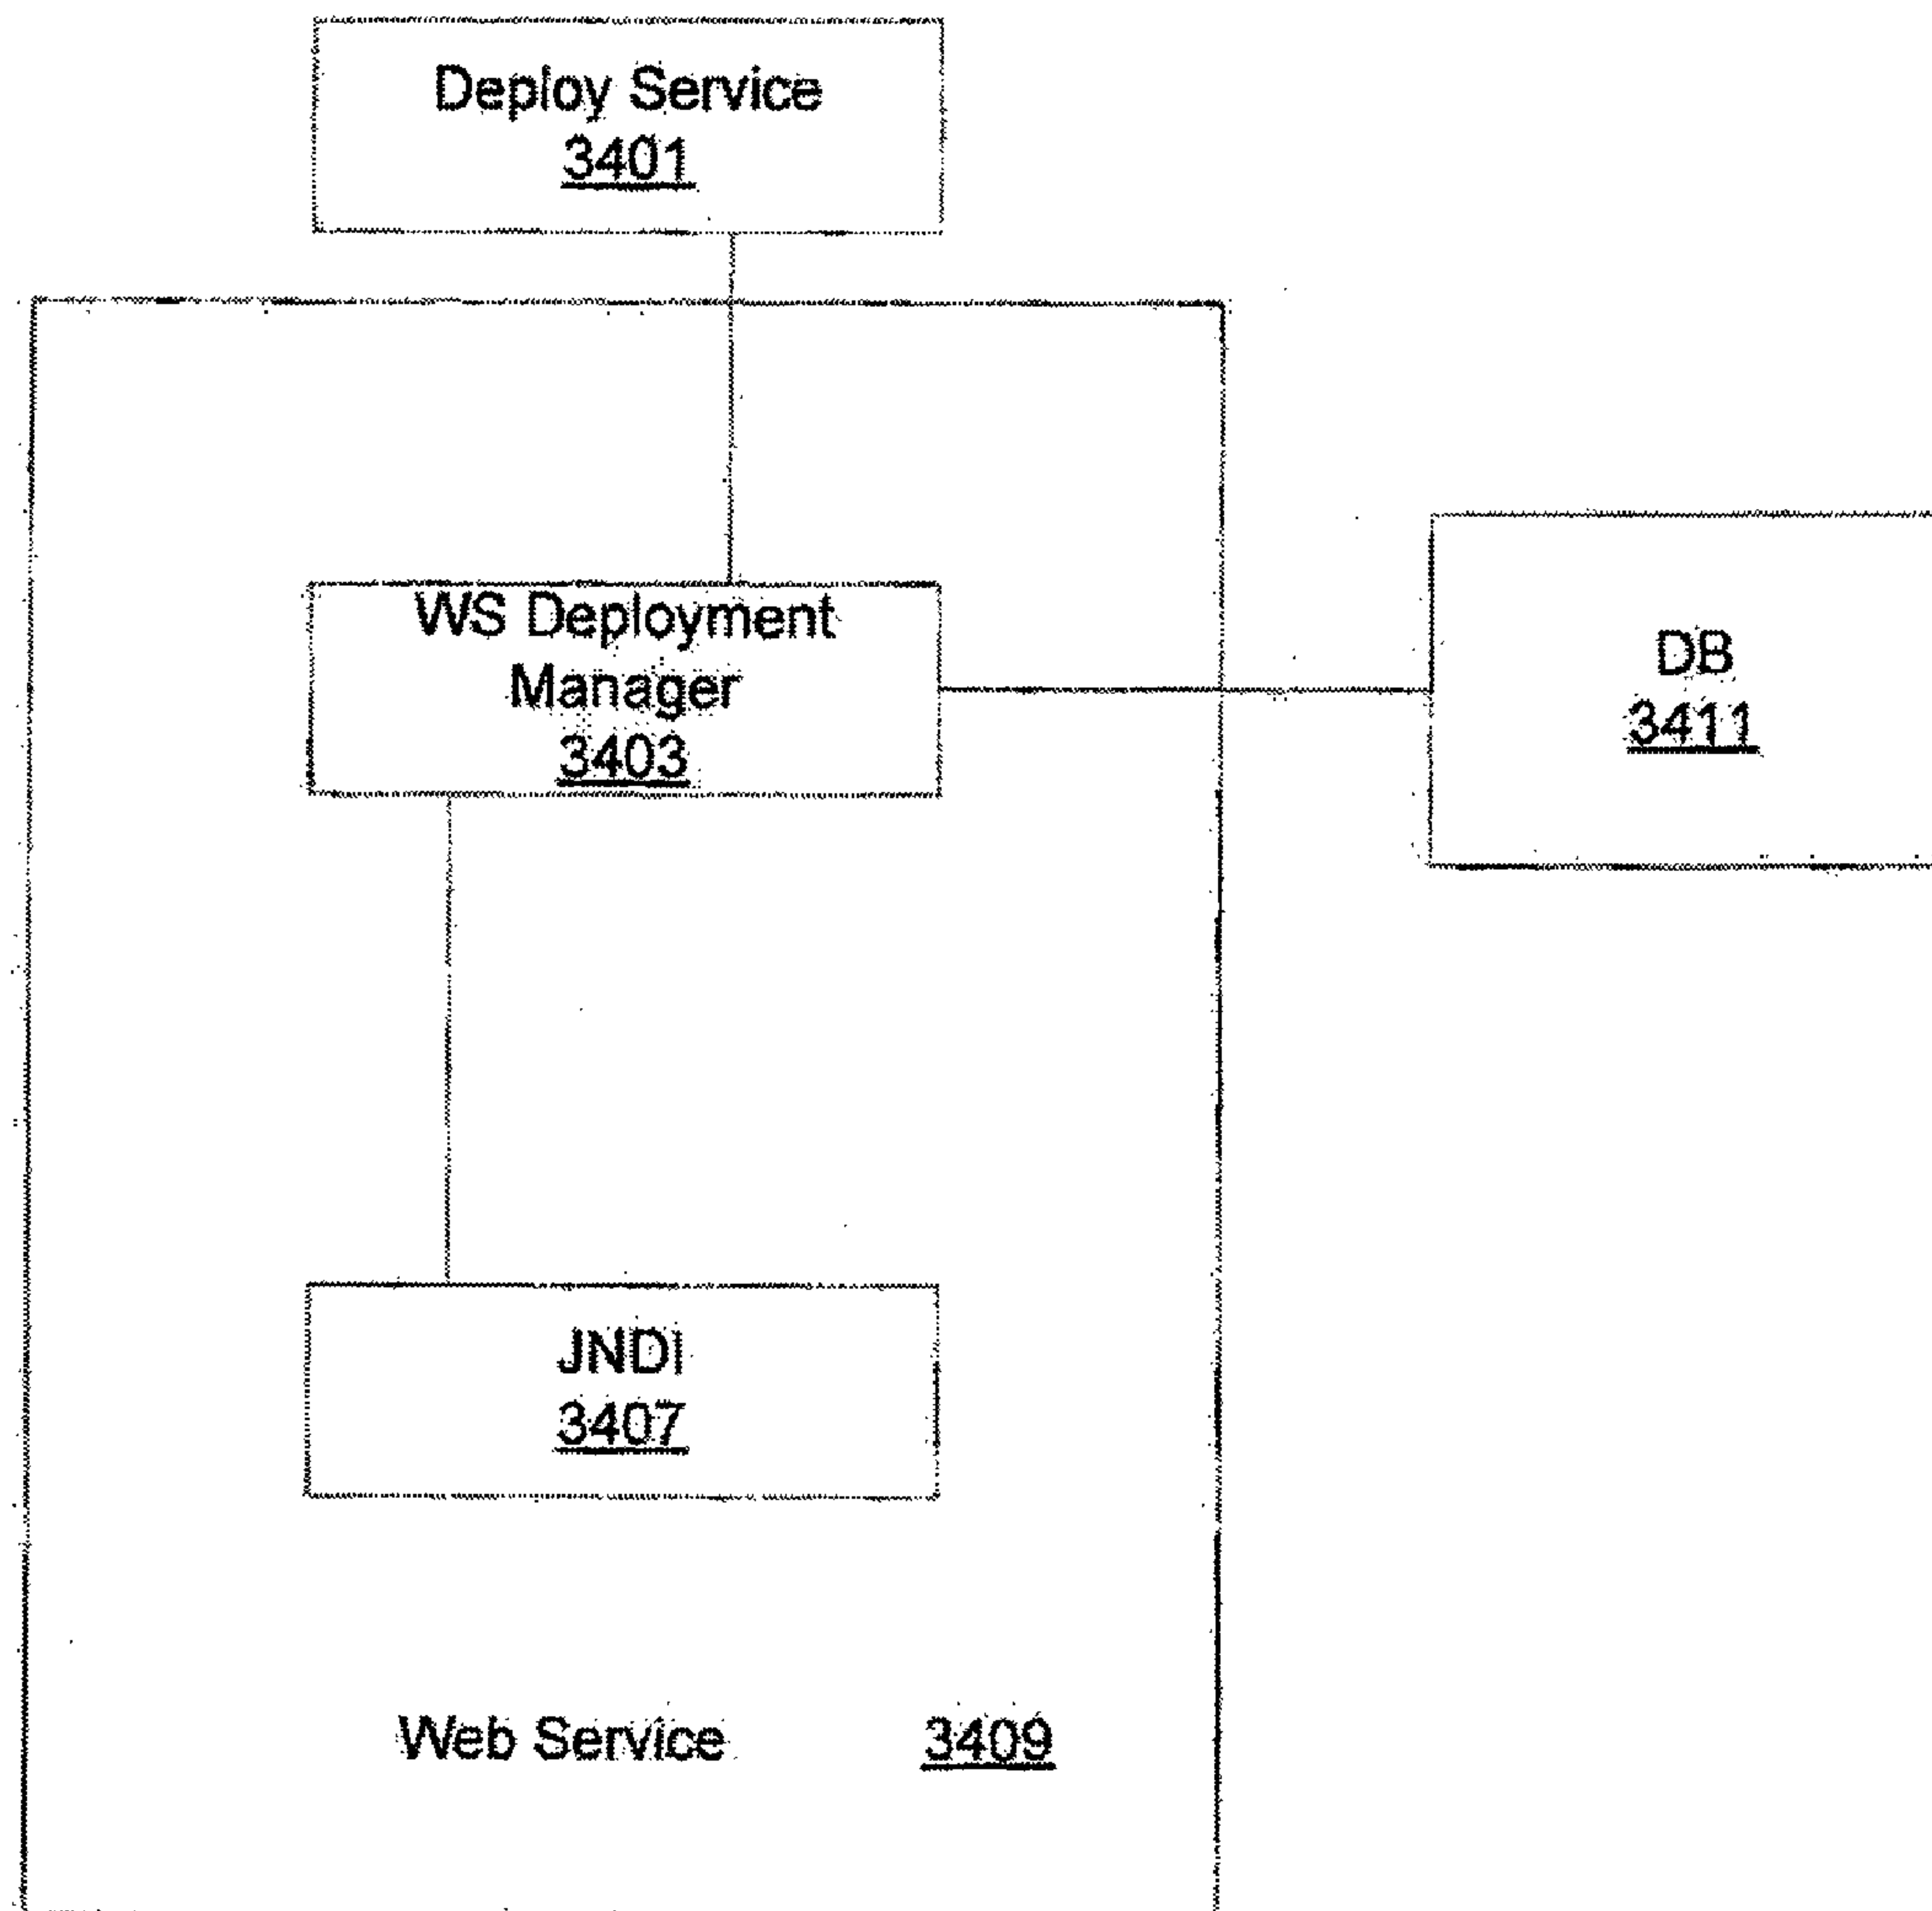 Deploy Service
3401
WS Deployment
Manager
3403
DB
3411
JNDI
3407
Web Service 3409